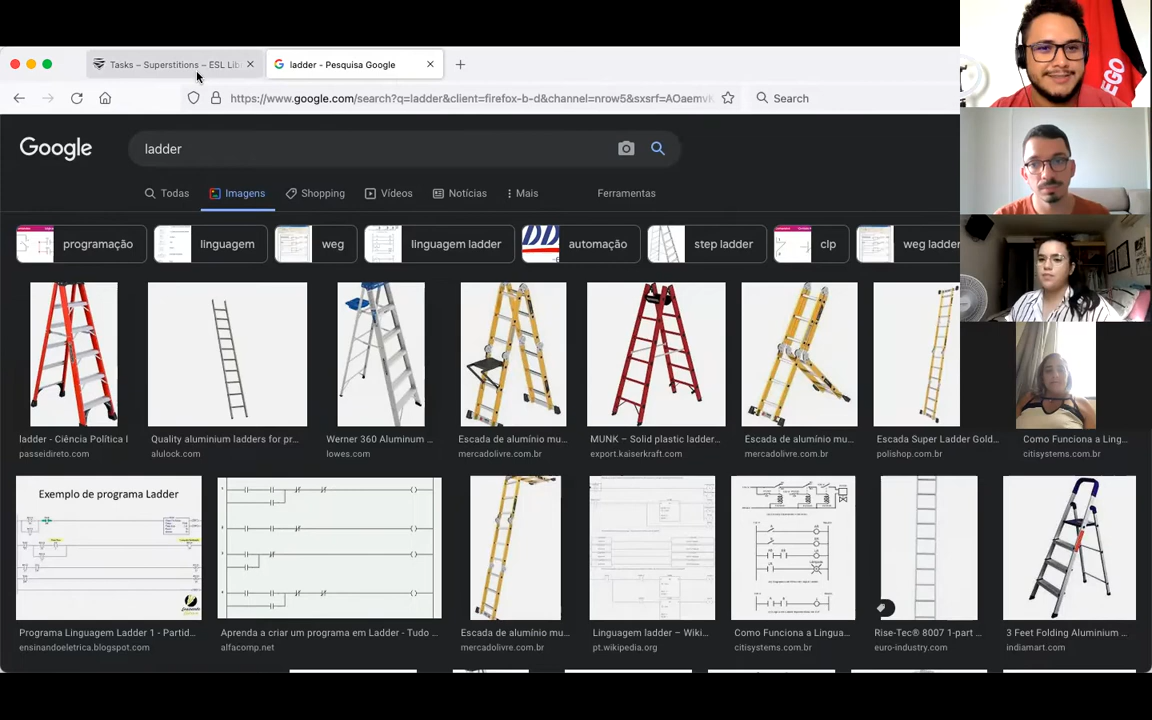 Tasks – Superstitions – ESL Lib
ladder - Pesquisa Google
https://www.google.com/search?q=ladder&client=firefox-b-d&channel=nrow5&sxsrf=AOaemvK
Search
Google
ladder
Todas
Imagens
Shopping
Vídeos
Notícias
Mais
Ferramentas
programação
linguagem
weg
linguagem ladder
automação
step ladder
clp
weg ladder
EGO
ladder - Ciência Política I
passeidireto.com
Quality aluminium ladders for pr...
alulock.com
Werner 360 Aluminum ...
lowes.com
Escada de alumínio mu...
mercadolivre.com.br
MUNK – Solid plastic ladder...
export.kaiserkraft.com
Escada de alumínio mu...
mercadolivre.com.br
Escada Super Ladder Gold...
polishop.com.br
Como Funciona a Ling...
citisystems.com.br
Exemplo de programa Ladder
Programa Linguagem Ladder 1 - Partid...
ensinandoeletrica.blogspot.com
Aprenda a criar um programa em Ladder - Tudo ...
alfacomp.net
Escada de alumínio mu...
mercadolivre.com.br
Linguagem ladder – Wiki...
pt.wikipedia.org
Como Funciona a Lingua...
citisystems.com.br
Rise-Tec® 8007 1-part ...
euro-industry.com
3 Feet Folding Aluminium ...
indiamart.com